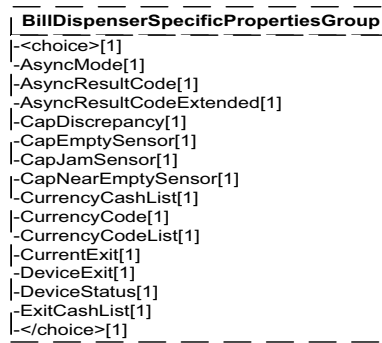 BillDispenserSpecificPropertiesGroup
-<choice>[1]
-AsyncMode[1]
-AsyncResultCode[1]
-AsyncResultCodeExtended[1]
-CapDiscrepancy[1]
-CapEmptySensor[1]
-CapJamSensor[1]
-CapNearEmptySensor[1]
-CurrencyCashList[1]
-CurrencyCode[1]
-CurrencyCodeList[1]
-CurrentExit[1]
-DeviceExit[1]
-DeviceStatus[1]
-ExitCashList[1]
-</choice>[1]